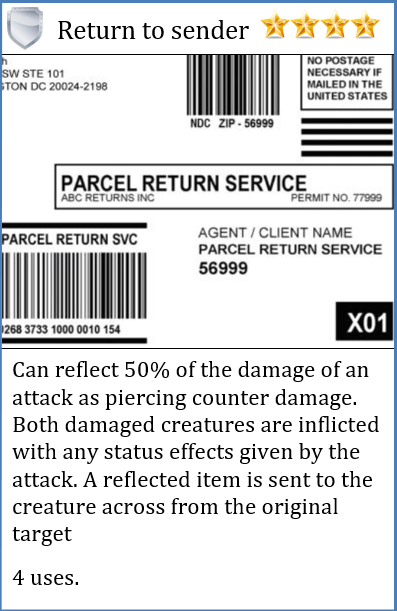 Return to sender
h
SW STE 101
TON DC 20024-2198
NDC ZIP - 56999
NO POSTAGE
NECESSARY IF
MAILED IN THE
UNITED STATES
PARCEL RETURN SERVICE
ABC RETURNS INC PERMIT NO. 77999
PARCEL RETURN SVC
0268 3733 1000 0010 154
AGENT / CLIENT NAME
PARCEL RETURN SERVICE
56999
X01
Can reflect 50% of the damage of an
attack as piercing counter damage.
Both damaged creatures are inflicted
with any status effects given by the
attack. A reflected item is sent to the
creature across from the original
target
4 uses.